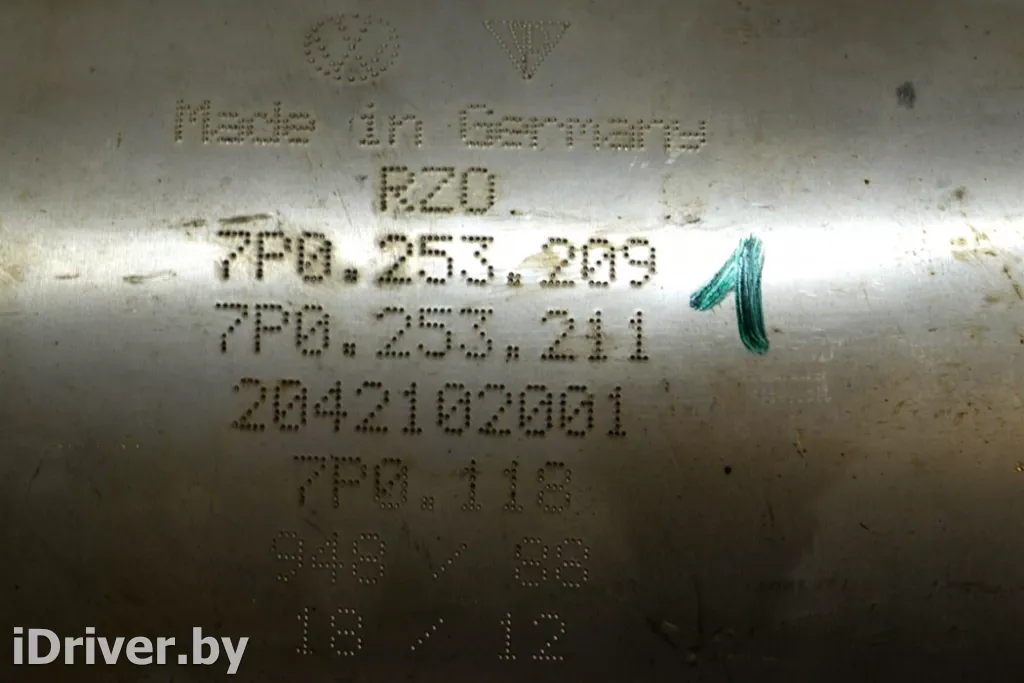 Made in Germany
RZO
7P0.253.209
7P0.253.211
1
2042102001
7P0.118
948 / 88
18 / 12
iDriver.by